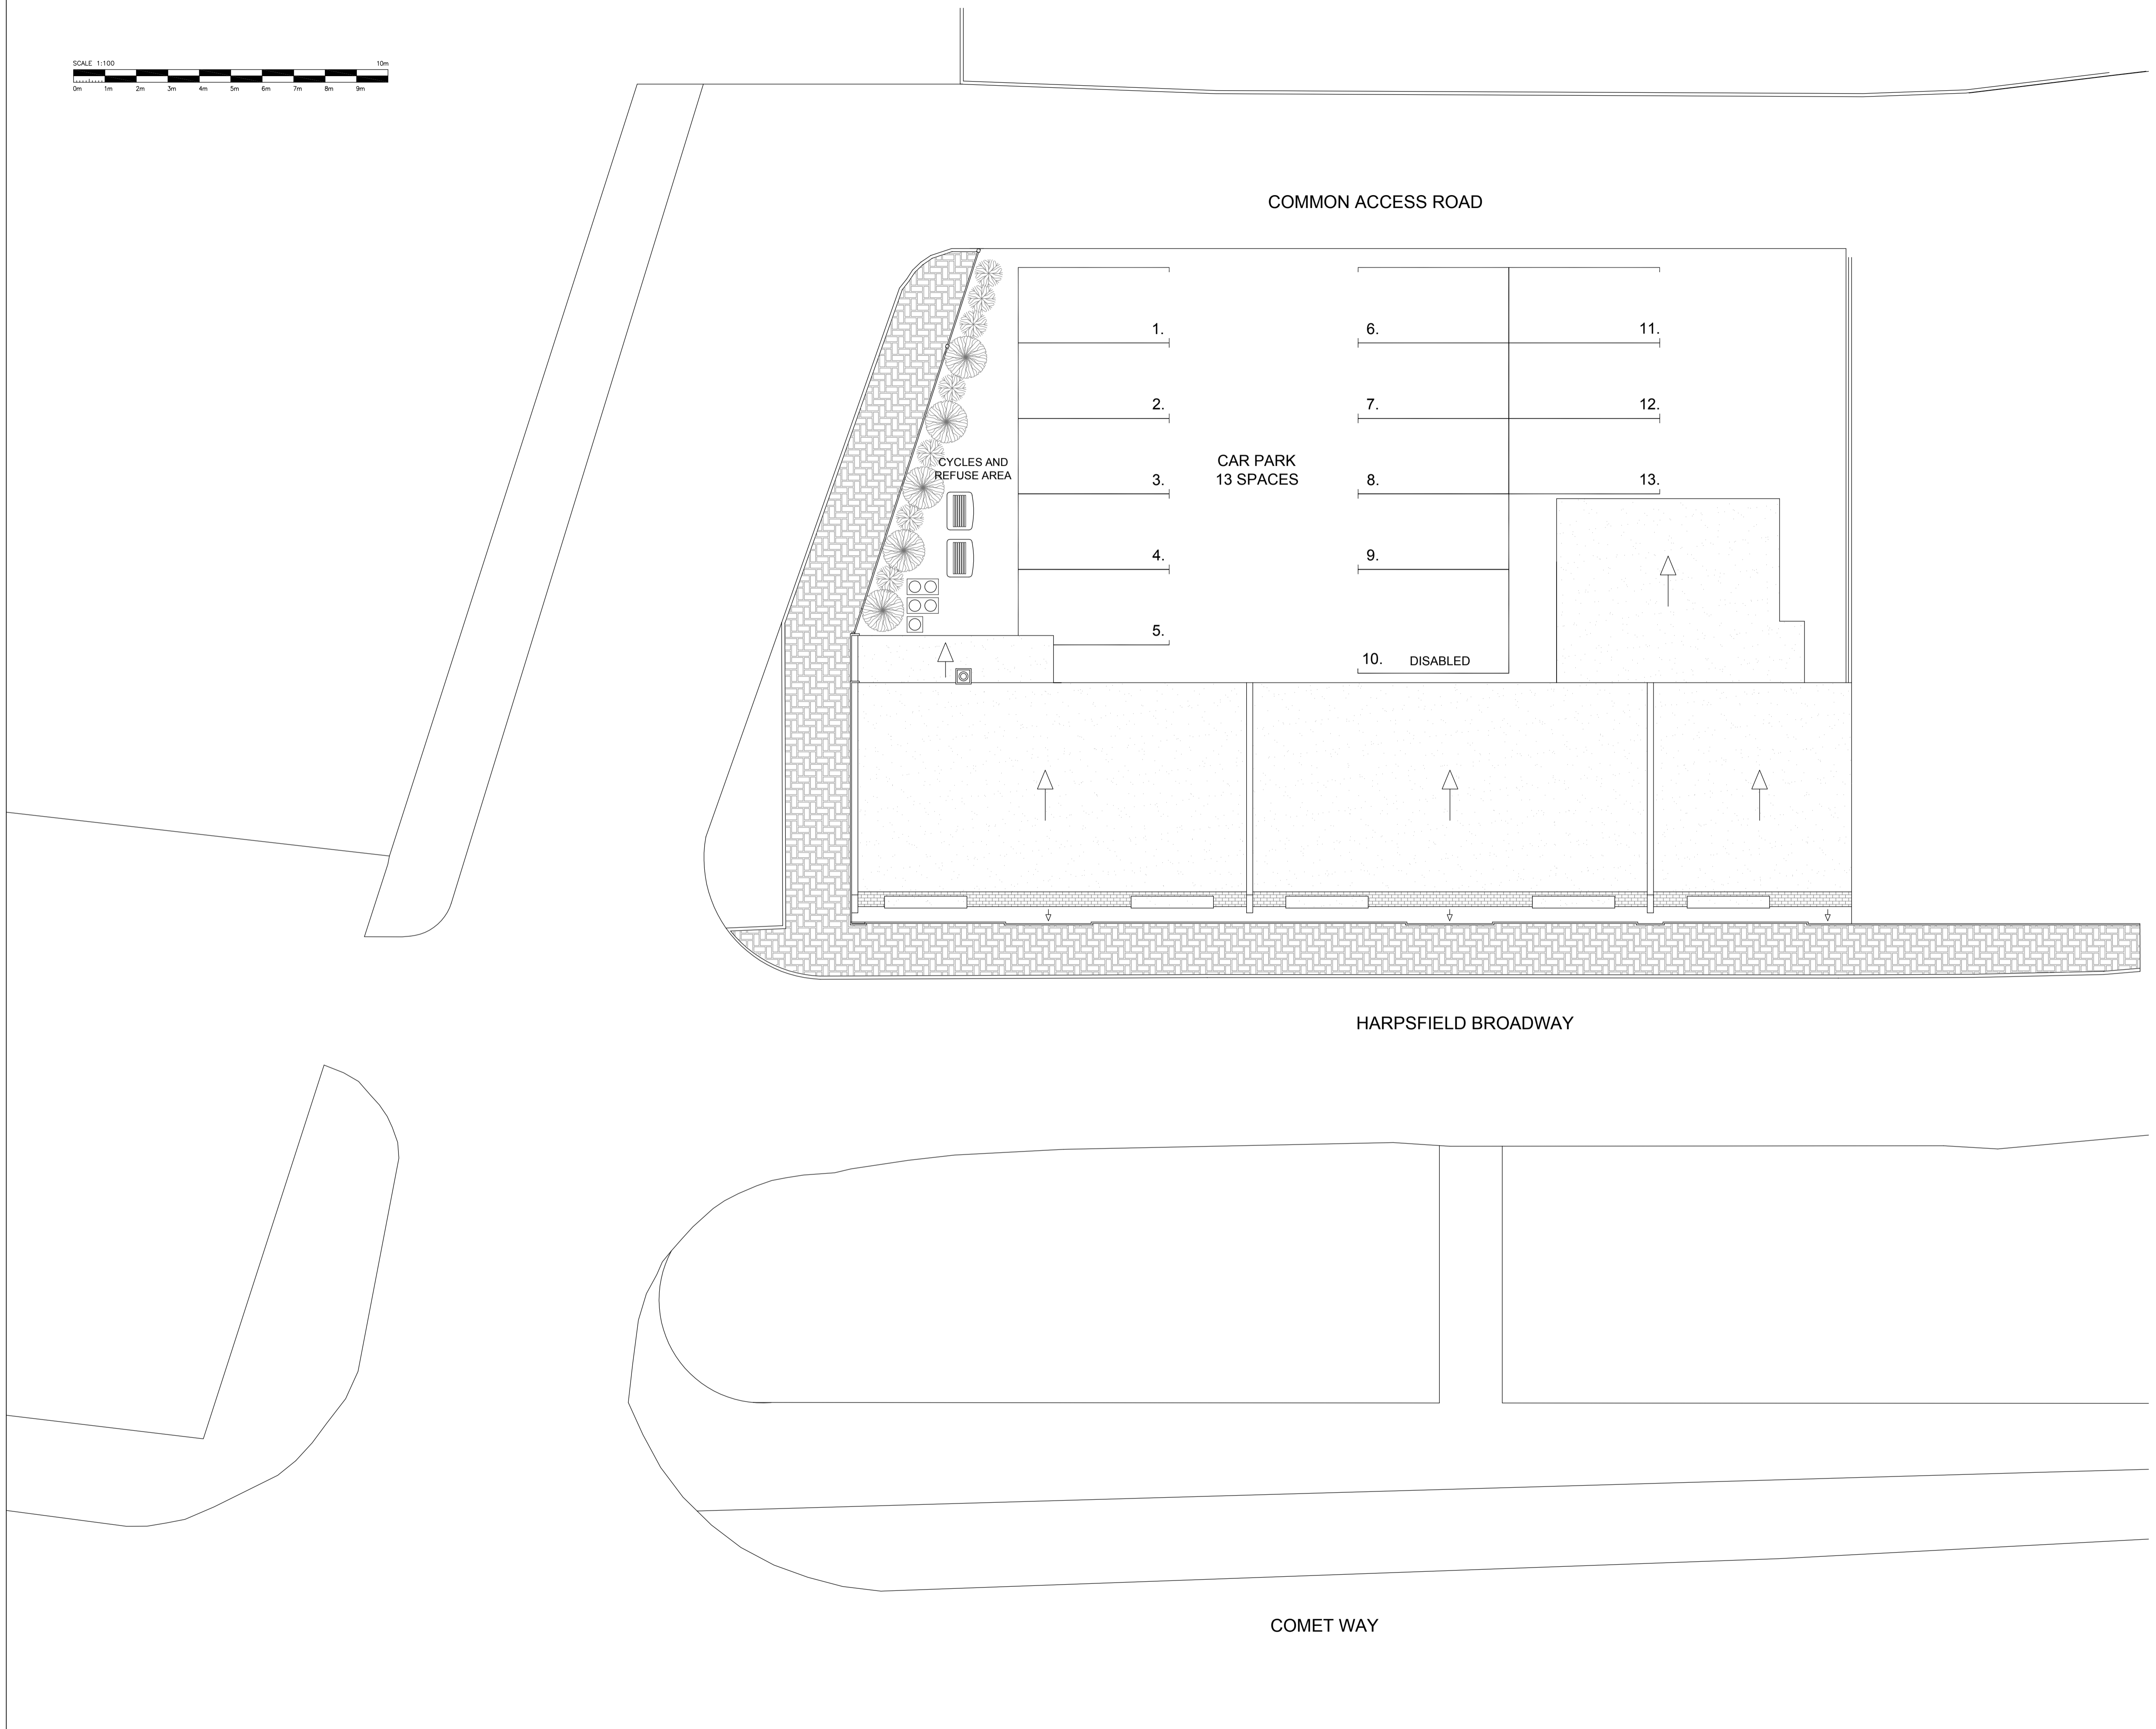 SCALE 1:100 10m
0m 1m 2m 3m 4m 5m 6m 7m 8m 9m
COMMON ACCESS ROAD
1. 6. 11.
2. 7. 12.
CYCLES AND
REFUSE AREA
CAR PARK
13 SPACES
3. 8. 13.
4. 9.
5.
10. DISABLED
HARPSFIELD BROADWAY
COMET WAY